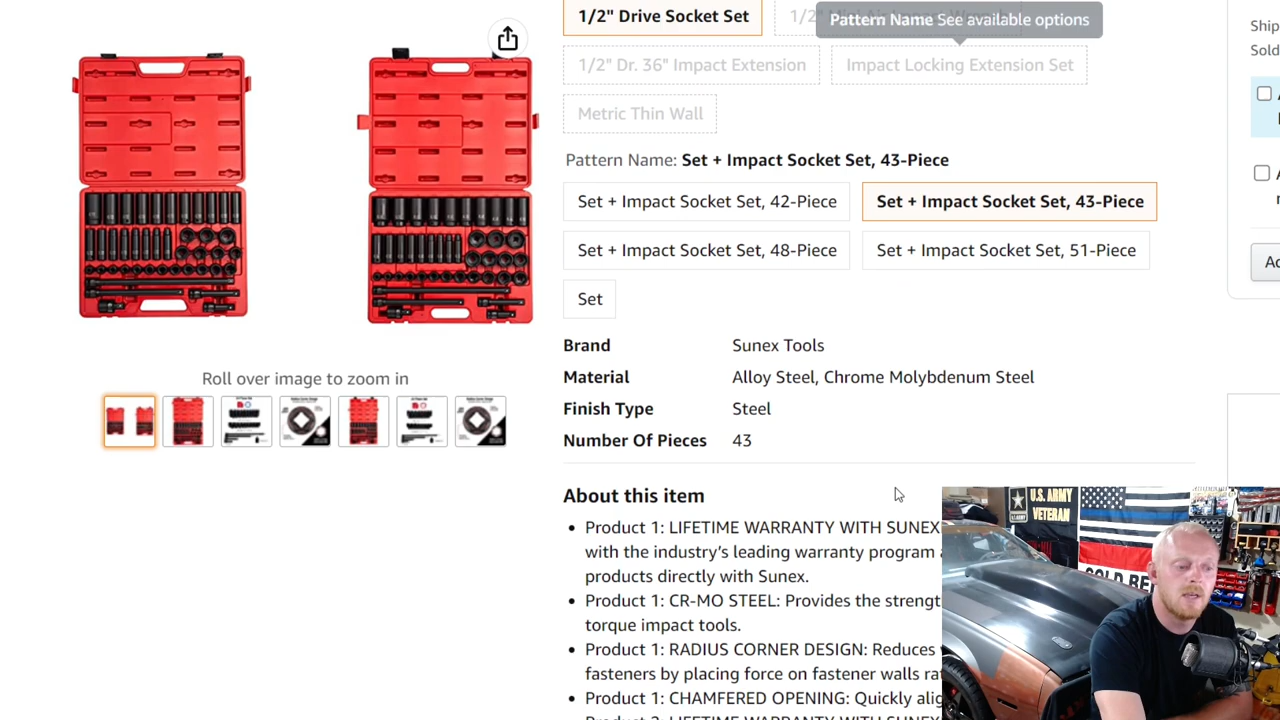 1/2" Drive Socket Set
Pattern Name See available options
1/2" Dr. 36" Impact Extension
Impact Locking Extension Set
Metric Thin Wall
Pattern Name: Set + Impact Socket Set, 43-Piece
Set + Impact Socket Set, 42-Piece
Set + Impact Socket Set, 43-Piece
Set + Impact Socket Set, 48-Piece
Set + Impact Socket Set, 51-Piece
Set
Brand Sunex Tools
Material Alloy Steel, Chrome Molybdenum Steel
Finish Type Steel
Number Of Pieces 43
Roll over image to zoom in
About this item
• Product 1: LIFETIME WARRANTY WITH SUNEX
with the industry’s leading warranty program
products directly with Sunex.
• Product 1: CR-MO STEEL: Provides the strengt
torque impact tools.
• Product 1: RADIUS CORNER DESIGN: Reduces
fasteners by placing force on fastener walls
• Product 1: CHAMFERED OPENING: Quickly
Ship
Sold
U.S. ARMY
VETERAN